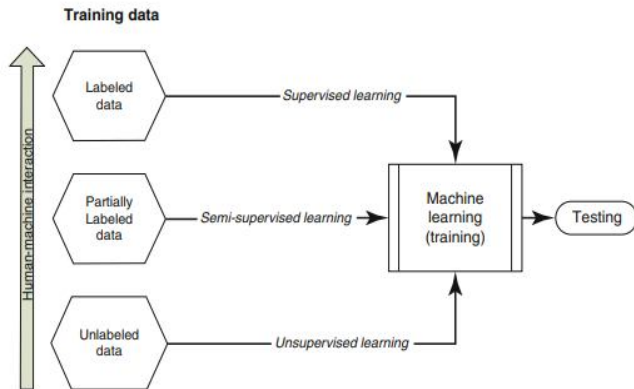 Training data
Human-machine interaction
Labeled
data
Supervised learning
Partially
Labeled
data
Semi-supervised learning
Machine
learning
(training)
Testing
Unlabeled
data
Unsupervised learning